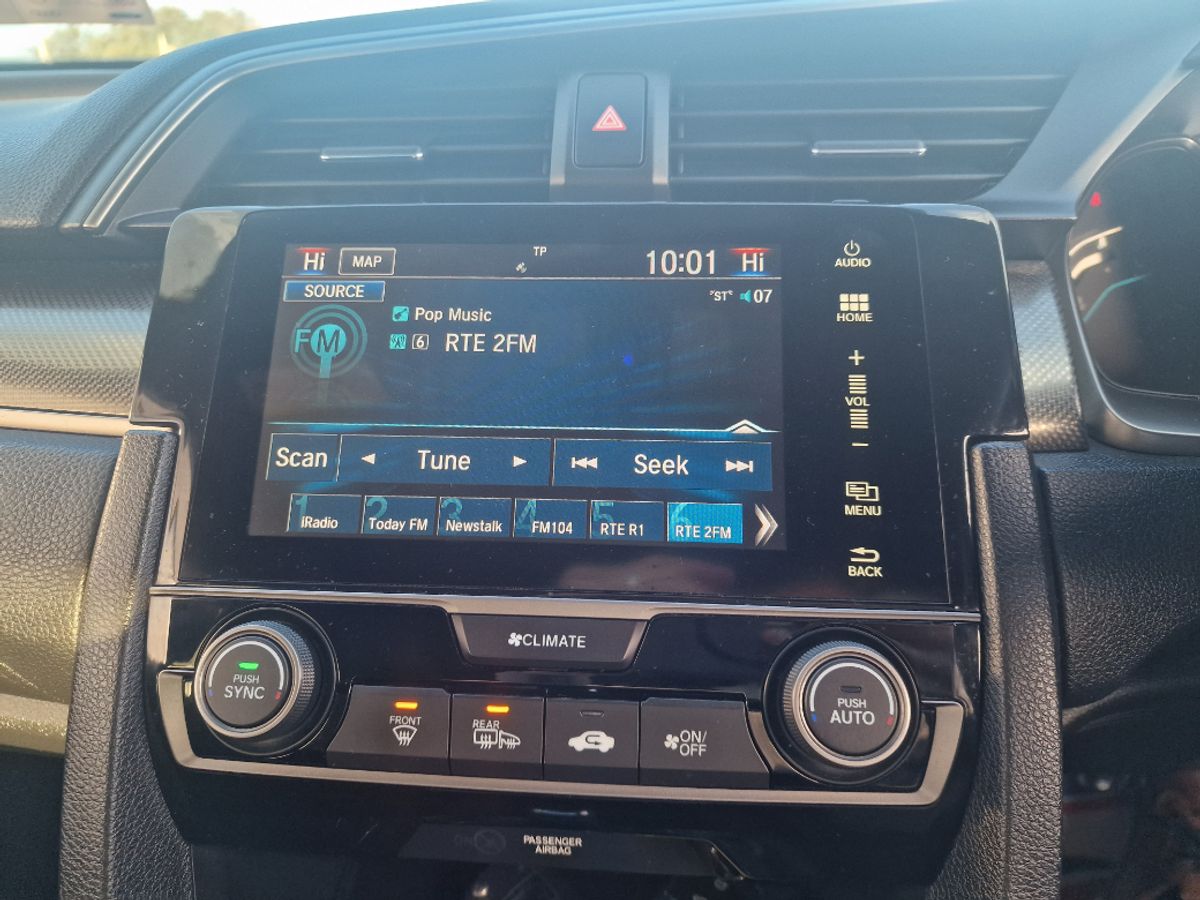 Hi MAP TP 10:01 Hi
SOURCE "ST" 07
FM Pop Music
6 RTE 2FM
Scan Tune Seek
1 IRadio 2 Today FM 3 Newstalk 4 FM104 5 RTE R1 6 RTE 2FM
AUDIO
HOME
+
VOL
−
MENU
BACK
CLIMATE
PUSH
SYNC
FRONT
REAR
ON/
OFF
PUSH
AUTO
PASSENGER
AIRBAG